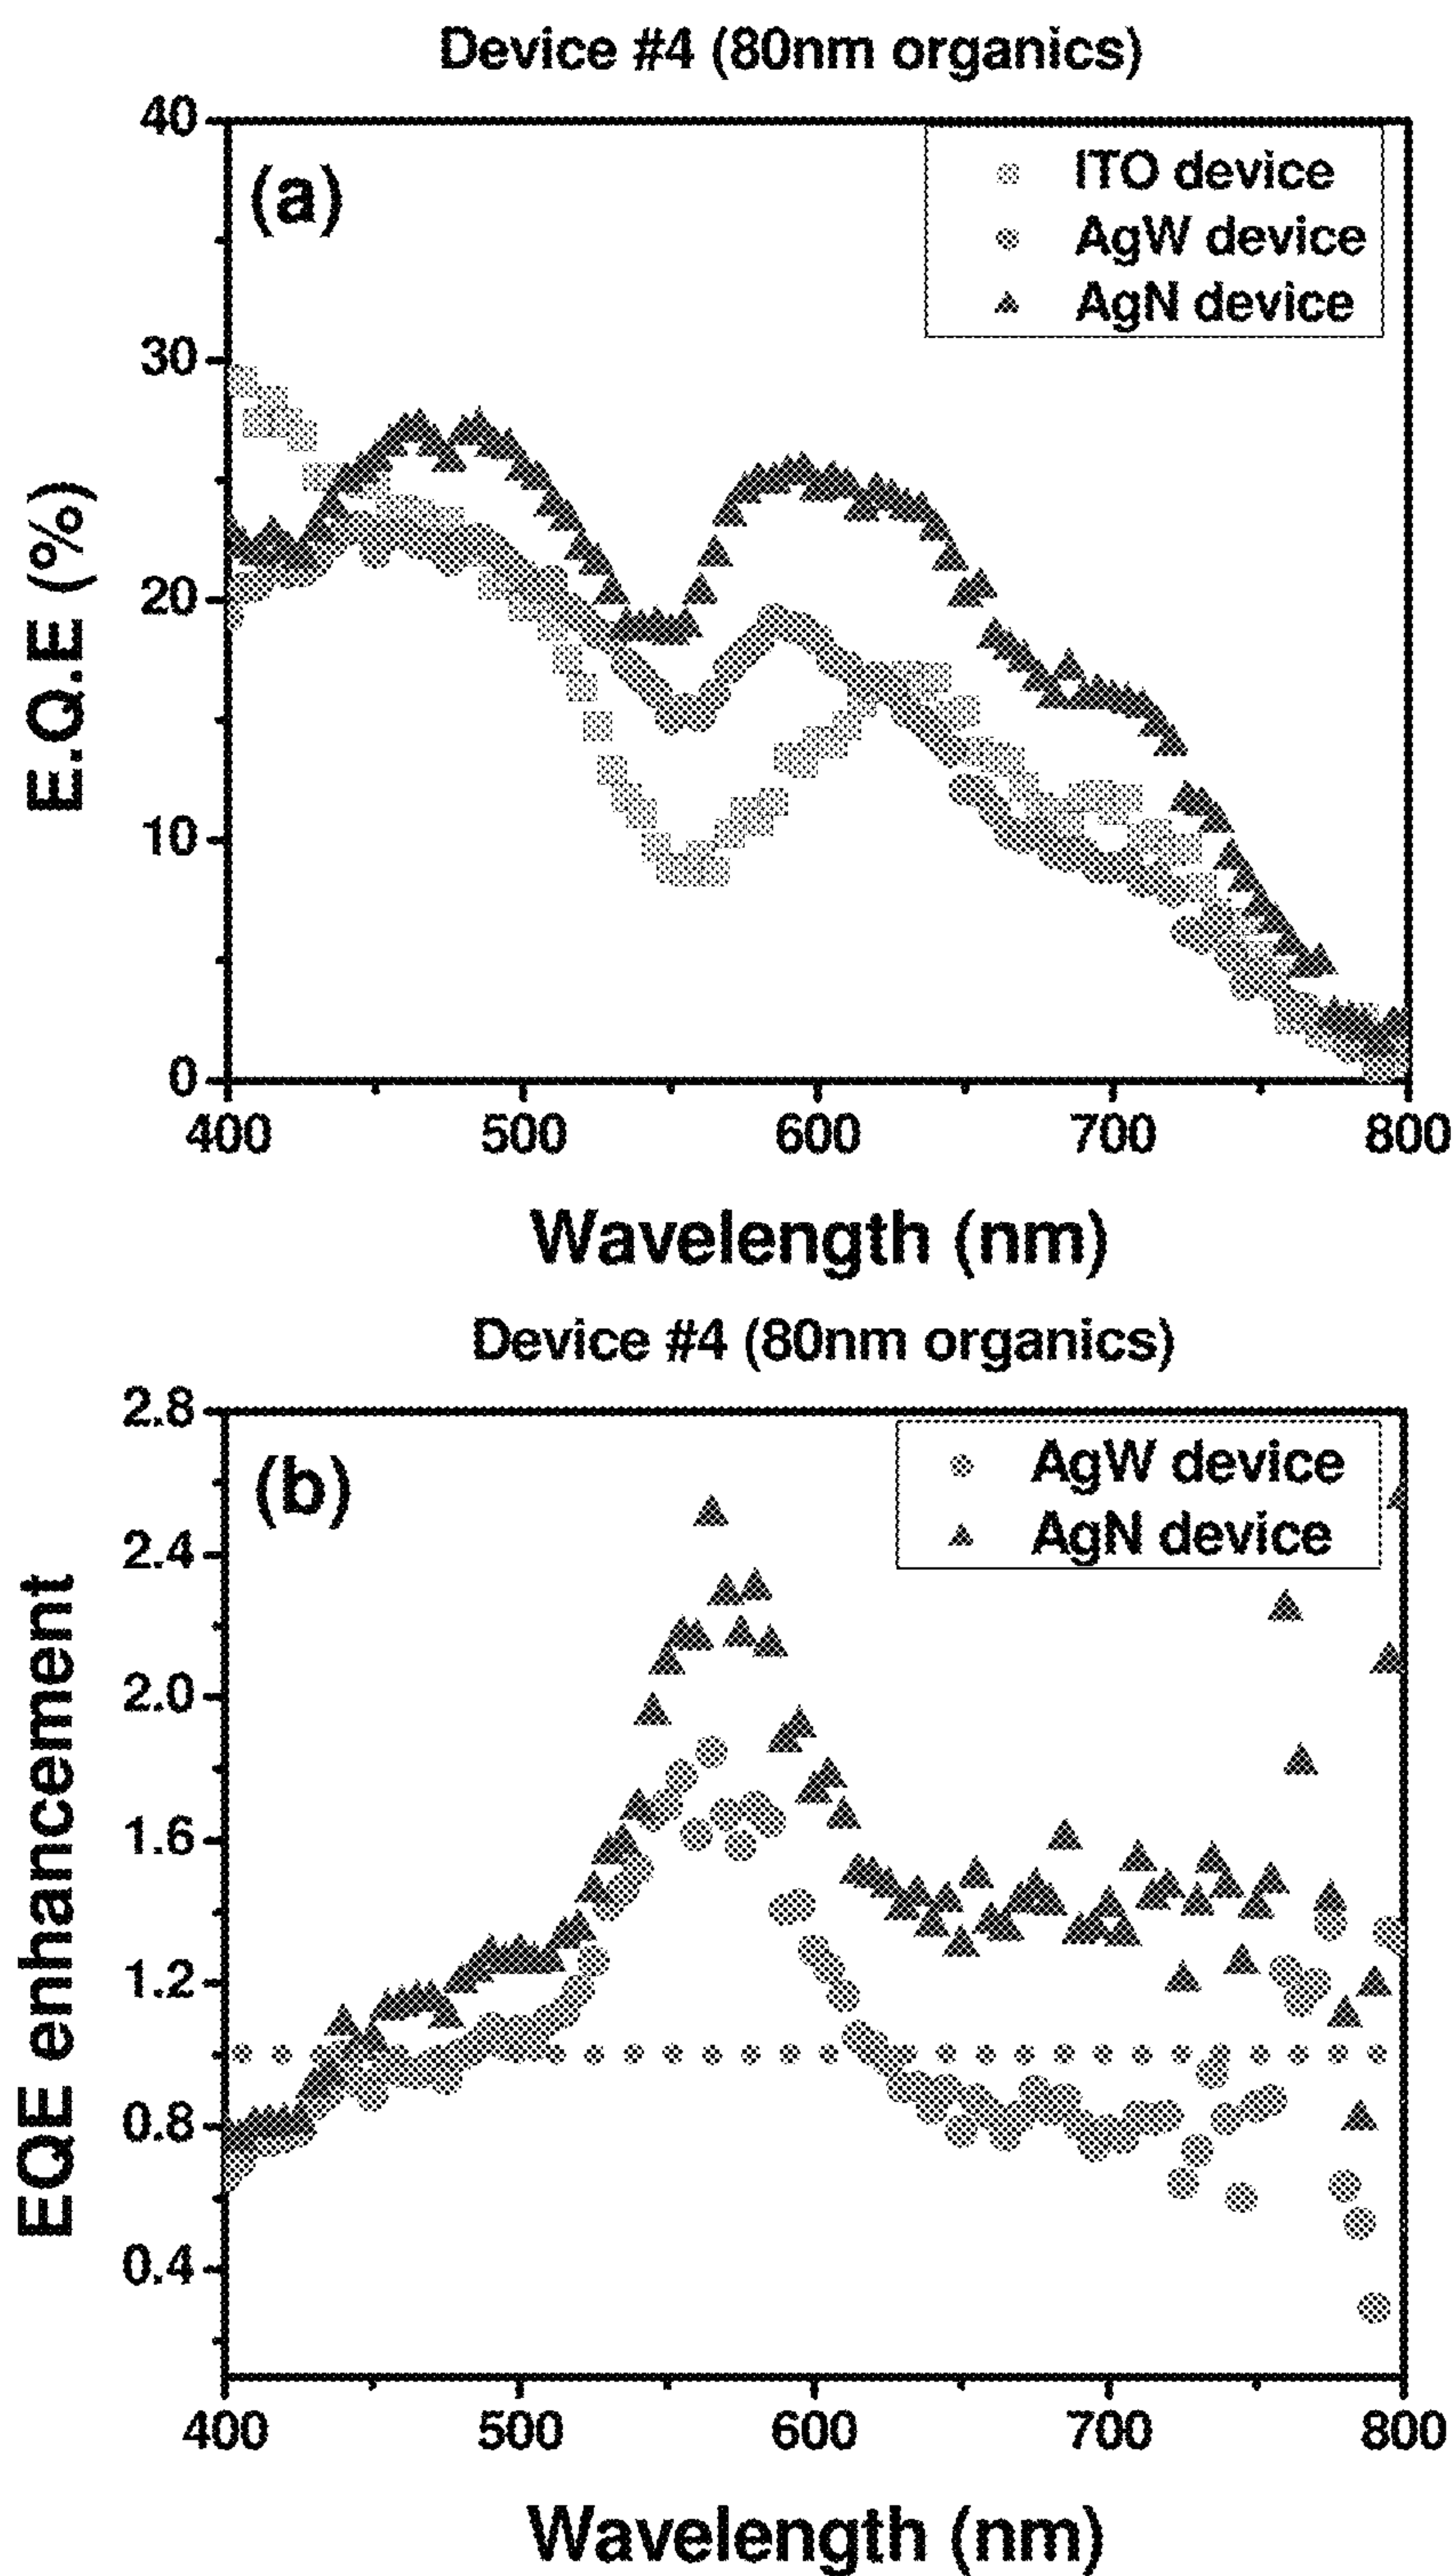 Device #4 (80nm organics)
40
30
20
10
0
E.Q.E (%)
(a)
ITO device
AgW device
AgN device
400 500 600 700 800
Wavelength (nm)
Device #4 (80nm organics)
2.8
2.4
2.0
1.6
1.2
0.8
0.4
EQE enhancement
(b)
AgW device
AgN device
400 500 600 700 800
Wavelength (nm)